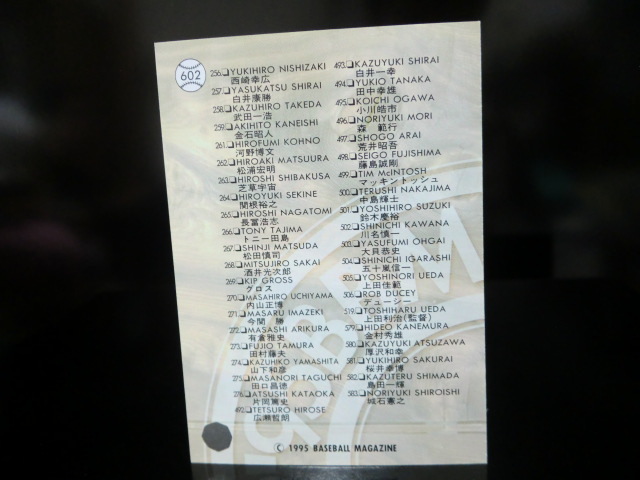 602
256.❑YUKIHIRO NISHIZAKI
西崎幸広
257.❑YASUKATSU SHIRAI
白井康勝
258.❑KAZUHIRO TAKEDA
武田一浩
259.❑AKIHITO KANEISHI
金石昭人
261.❑HIROFUMI KOHNO
河野博文
262.❑HIROAKI MATSUURA
松浦宏明
263.❑HIROSHI SHIBAKUSA
芝草宇宙
264.❑HIROYUKI SEKINE
関根裕之
265.❑HIROSHI NAGATOMI
長冨浩志
266.❑TONY TAJIMA
トニー田島
267.❑SHINJI MATSUDA
松田慎司
268.❑MITSUJIRO SAKAI
酒井光次郎
269.❑KIP GROSS
グロス
270.❑MASAHIRO UCHIYAMA
内山正博
271.❑MASARU IMAZEKI
今関 勝
272.❑MASASHI ARIKURA
有倉雅史
273.❑FUJIO TAMURA
田村藤夫
274.❑KAZUHIKO YAMASHITA
山下和彦
275.❑MASANORI TAGUCHI
田口昌徳
276.❑ATSUSHI KATAOKA
片岡篤史
492.❑TETSURO HIROSE
広瀬哲朗
493.❑KAZUYUKI SHIRAI
白井一幸
494.❑YUKIO TANAKA
田中幸雄
495.❑KOICHI OGAWA
小川皓市
496.❑NORIYUKI MORI
森 範行
497.❑SHOGO ARAI
荒井昭吾
498.❑SEIGO FUJISHIMA
藤島誠剛
499.❑TIM McINTOSH
マッキントッシュ
500.❑TERUSHI NAKAJIMA
中島輝士
501.❑YOSHIHIRO SUZUKI
鈴木慶裕
502.❑SHINICHI KAWANA
川名慎一
503.❑YASUFUMI OHGAI
大貝恭史
504.❑SHINICHI IGARASHI
五十嵐信一
505.❑YOSHINORI UEDA
上田佳範
506.❑ROB DUCEY
デューシー
519.❑TOSHIHARU UEDA
上田利治(監督)
579.❑HIDEO KANEMURA
金村秀雄
580.❑KAZUYUKI ATSUZAWA
厚沢和幸
581.❑YUKIHIRO SAKURAI
桜井幸博
582.❑KAZUTERU SHIMADA
島田一輝
583.❑NORIYUKI SHIROISHI
城石憲之
© 1995 BASEBALL MAGAZINE